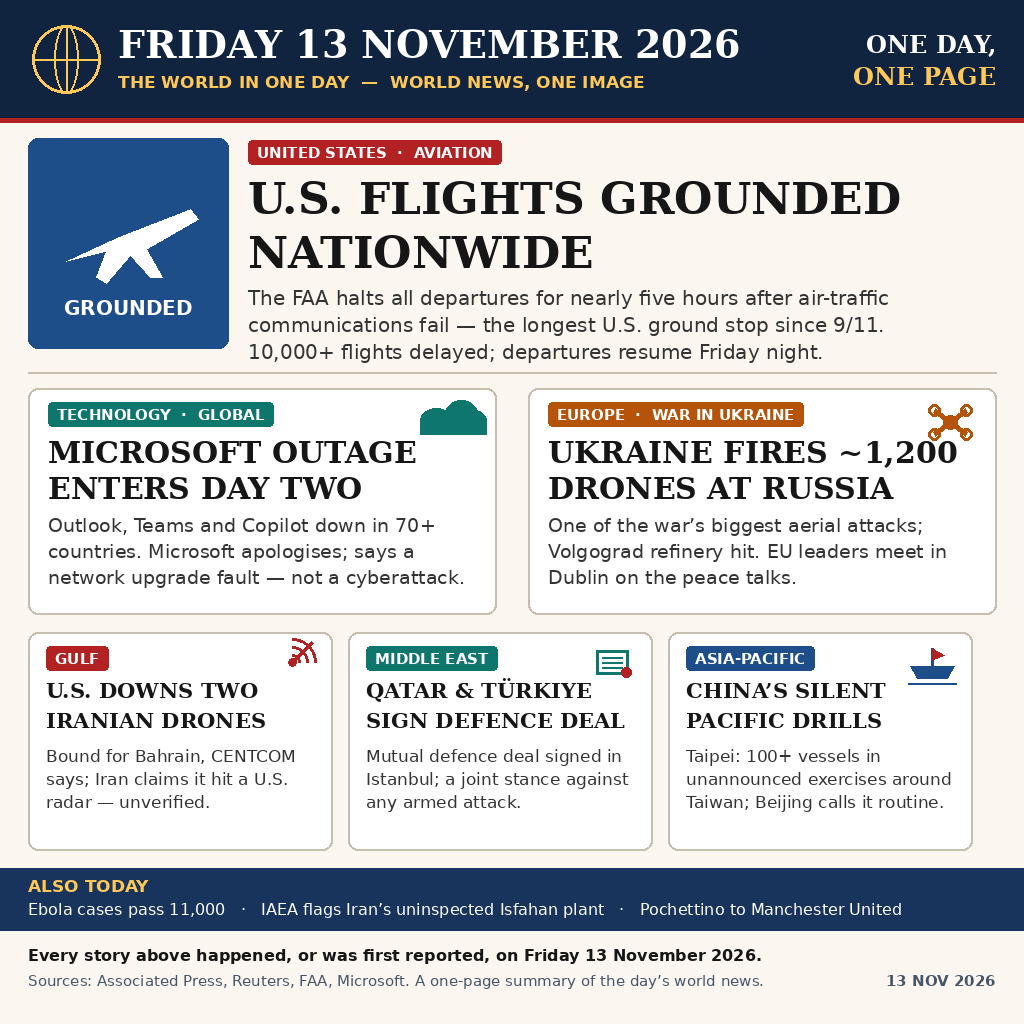 FRIDAY 13 NOVEMBER 2026
THE WORLD IN ONE DAY — WORLD NEWS, ONE IMAGE
ONE DAY,
ONE PAGE
GROUNDED
UNITED STATES · AVIATION
U.S. FLIGHTS GROUNDED
NATIONWIDE
The FAA halts all departures for nearly five hours after air-traffic
communications fail — the longest U.S. ground stop since 9/11.
10,000+ flights delayed; departures resume Friday night.
TECHNOLOGY · GLOBAL
MICROSOFT OUTAGE
ENTERS DAY TWO
Outlook, Teams and Copilot down in 70+
countries. Microsoft apologises; says a
network upgrade fault — not a cyberattack.
EUROPE · WAR IN UKRAINE
UKRAINE FIRES ~1,200
DRONES AT RUSSIA
One of the war’s biggest aerial attacks;
Volgograd refinery hit. EU leaders meet in
Dublin on the peace talks.
GULF
U.S. DOWNS TWO
IRANIAN DRONES
Bound for Bahrain, CENTCOM
says; Iran claims it hit a U.S.
radar — unverified.
MIDDLE EAST
QATAR & TÜRKIYE
SIGN DEFENCE DEAL
Mutual defence deal signed in
Istanbul; a joint stance against
any armed attack.
ASIA-PACIFIC
CHINA’S SILENT
PACIFIC DRILLS
Taipei: 100+ vessels in
unannounced exercises around
Taiwan; Beijing calls it routine.
ALSO TODAY
Ebola cases pass 11,000 · IAEA flags Iran’s uninspected Isfahan plant · Pochettino to Manchester United
Every story above happened, or was first reported, on Friday 13 November 2026.
Sources: Associated Press, Reuters, FAA, Microsoft. A one-page summary of the day’s world news.
13 NOV 2026